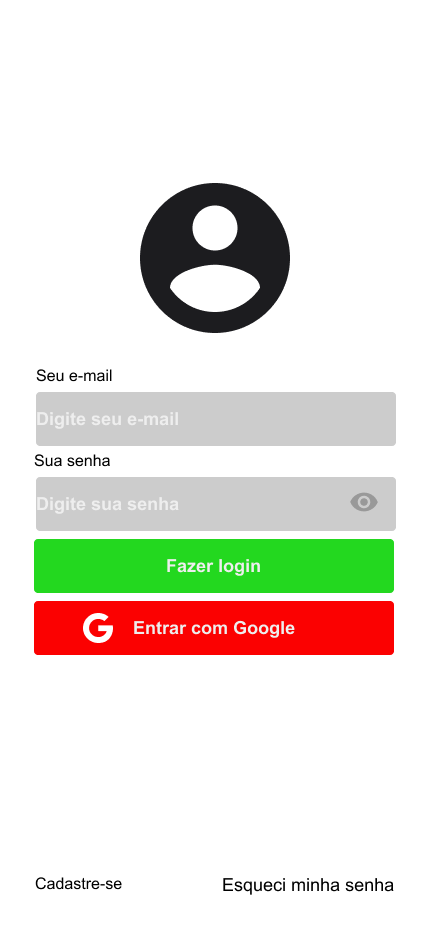 Seu e-mail
Digite seu e-mail
Sua senha
Digite sua senha
Fazer login
Entrar com Google
Cadastre-se
Esqueci minha senha